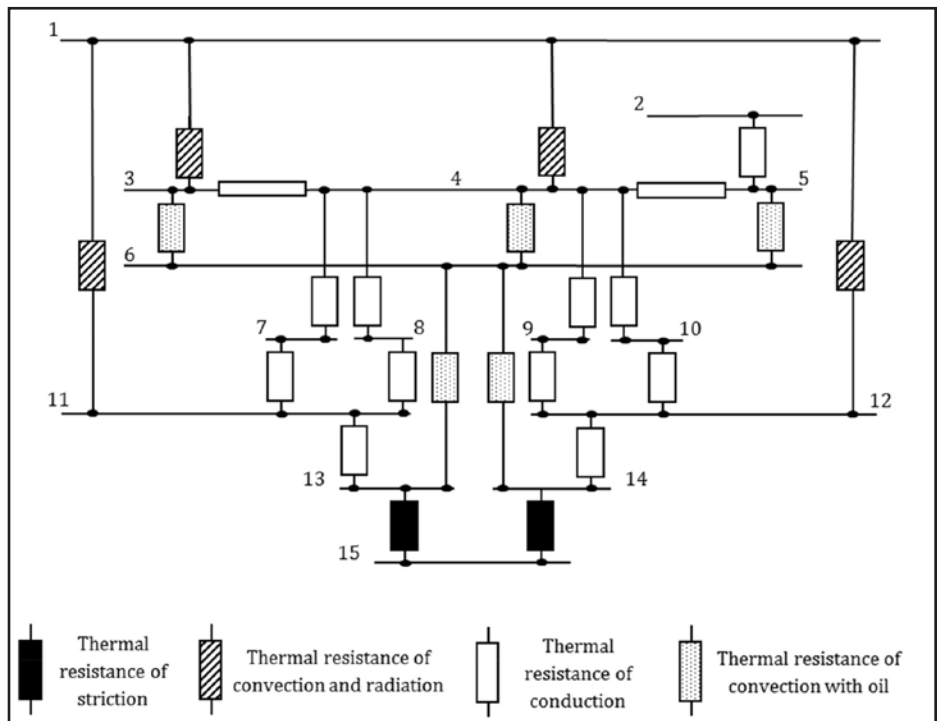 1
2
3
4
5
6
7
8
9
10
11
12
13
14
15
Thermal
resistance of
striction
Thermal resistance of
convection and radiation
Thermal
resistance of
conduction
Thermal resistance of
convection with oil